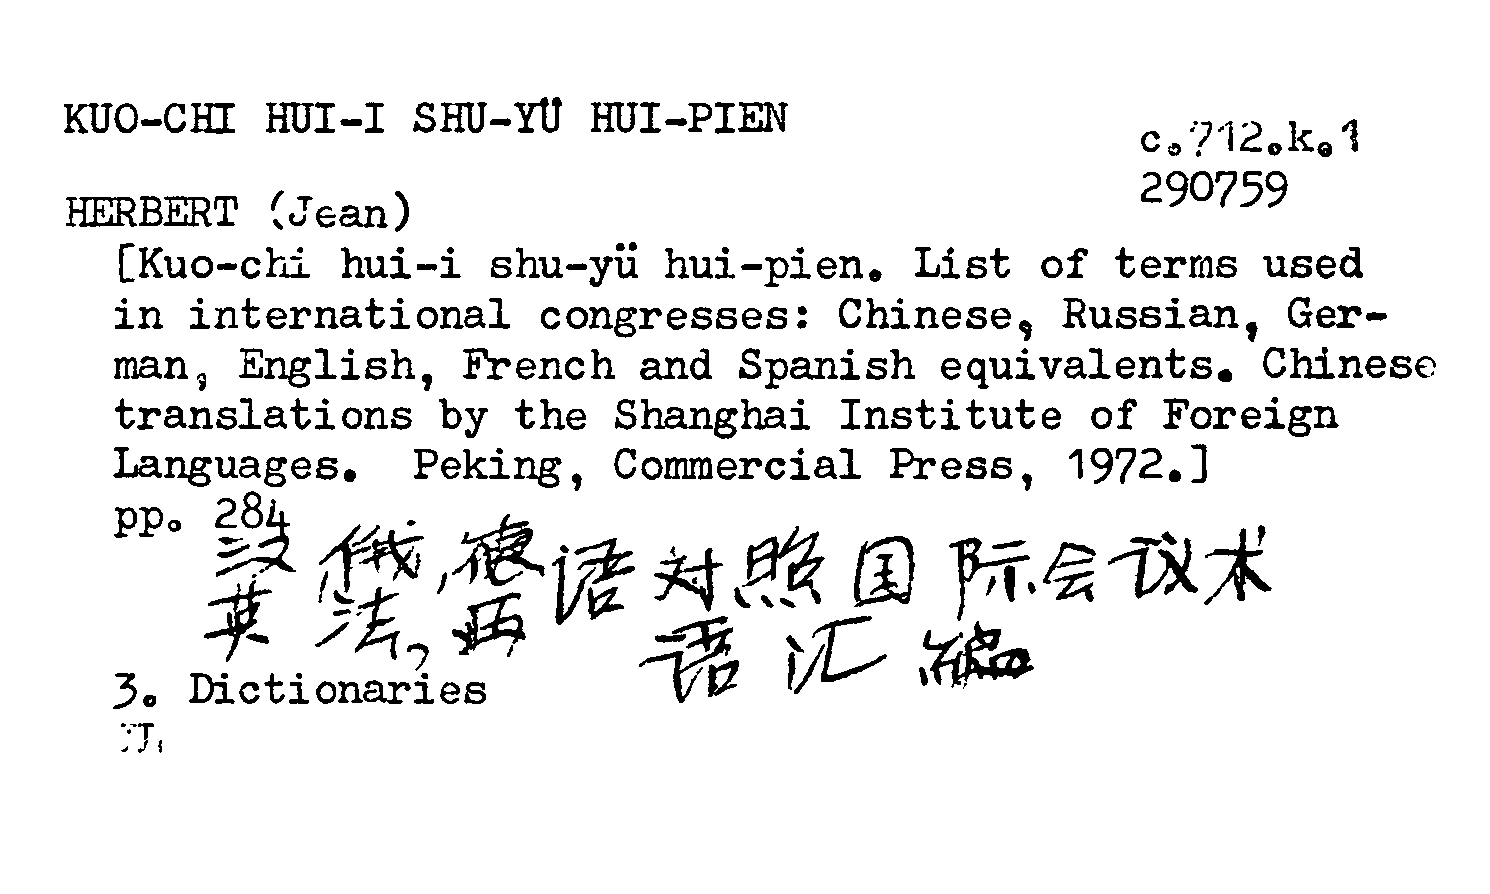 KUO-CHI HUI-I SHU-YÜ HUI-PIEN
c.712.k.1
290759
HERBERT (Jean)
[Kuo-chi hui-i shu-yü hui-pien. List of terms used
in international congresses: Chinese, Russian, Ger-
man, English, French and Spanish equivalents. Chinese
translations by the Shanghai Institute of Foreign
Languages. Peking, Commercial Press, 1972.]
pp. 284
汉 俄, 德 语 对 照 国 际 会 议 术
英 法, 西
语 汇 编
3. Dictionaries